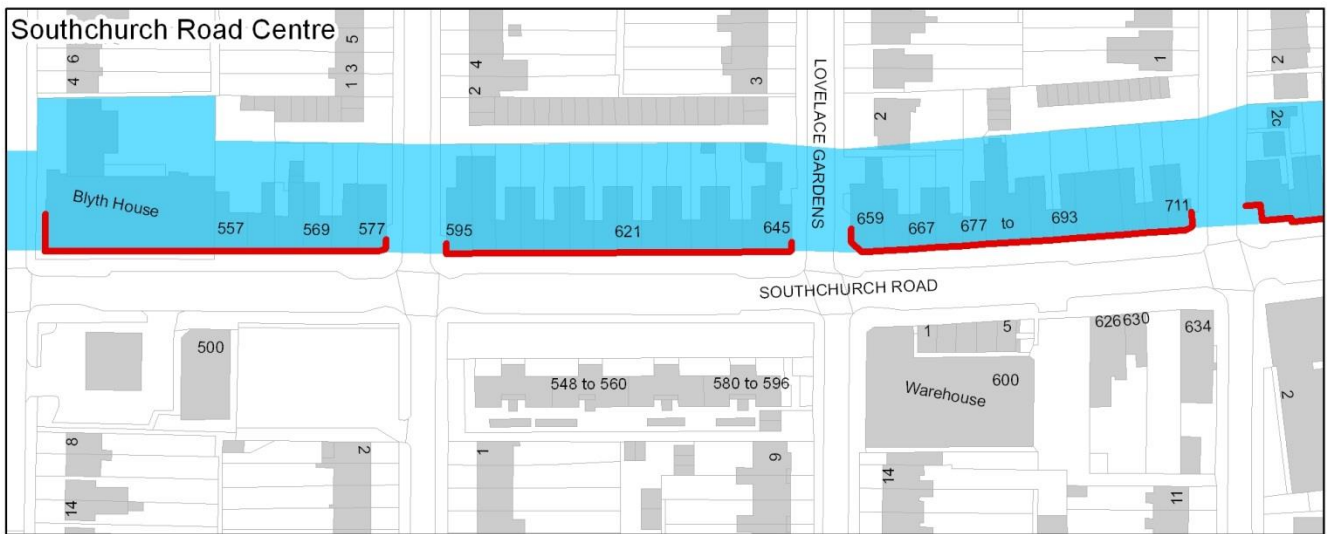 Southchurch Road Centre
4 6
1 3 5
2 4
3
LOVELACE GARDENS
2
1
2
2c
Blyth House
557
569
577
595
621
645
659
667
677 to 693
711
SOUTHCHURCH ROAD
500
548 to 560
580 to 596
1
5
600
Warehouse
626 630
634
2
8
14
2
1
9
14
11